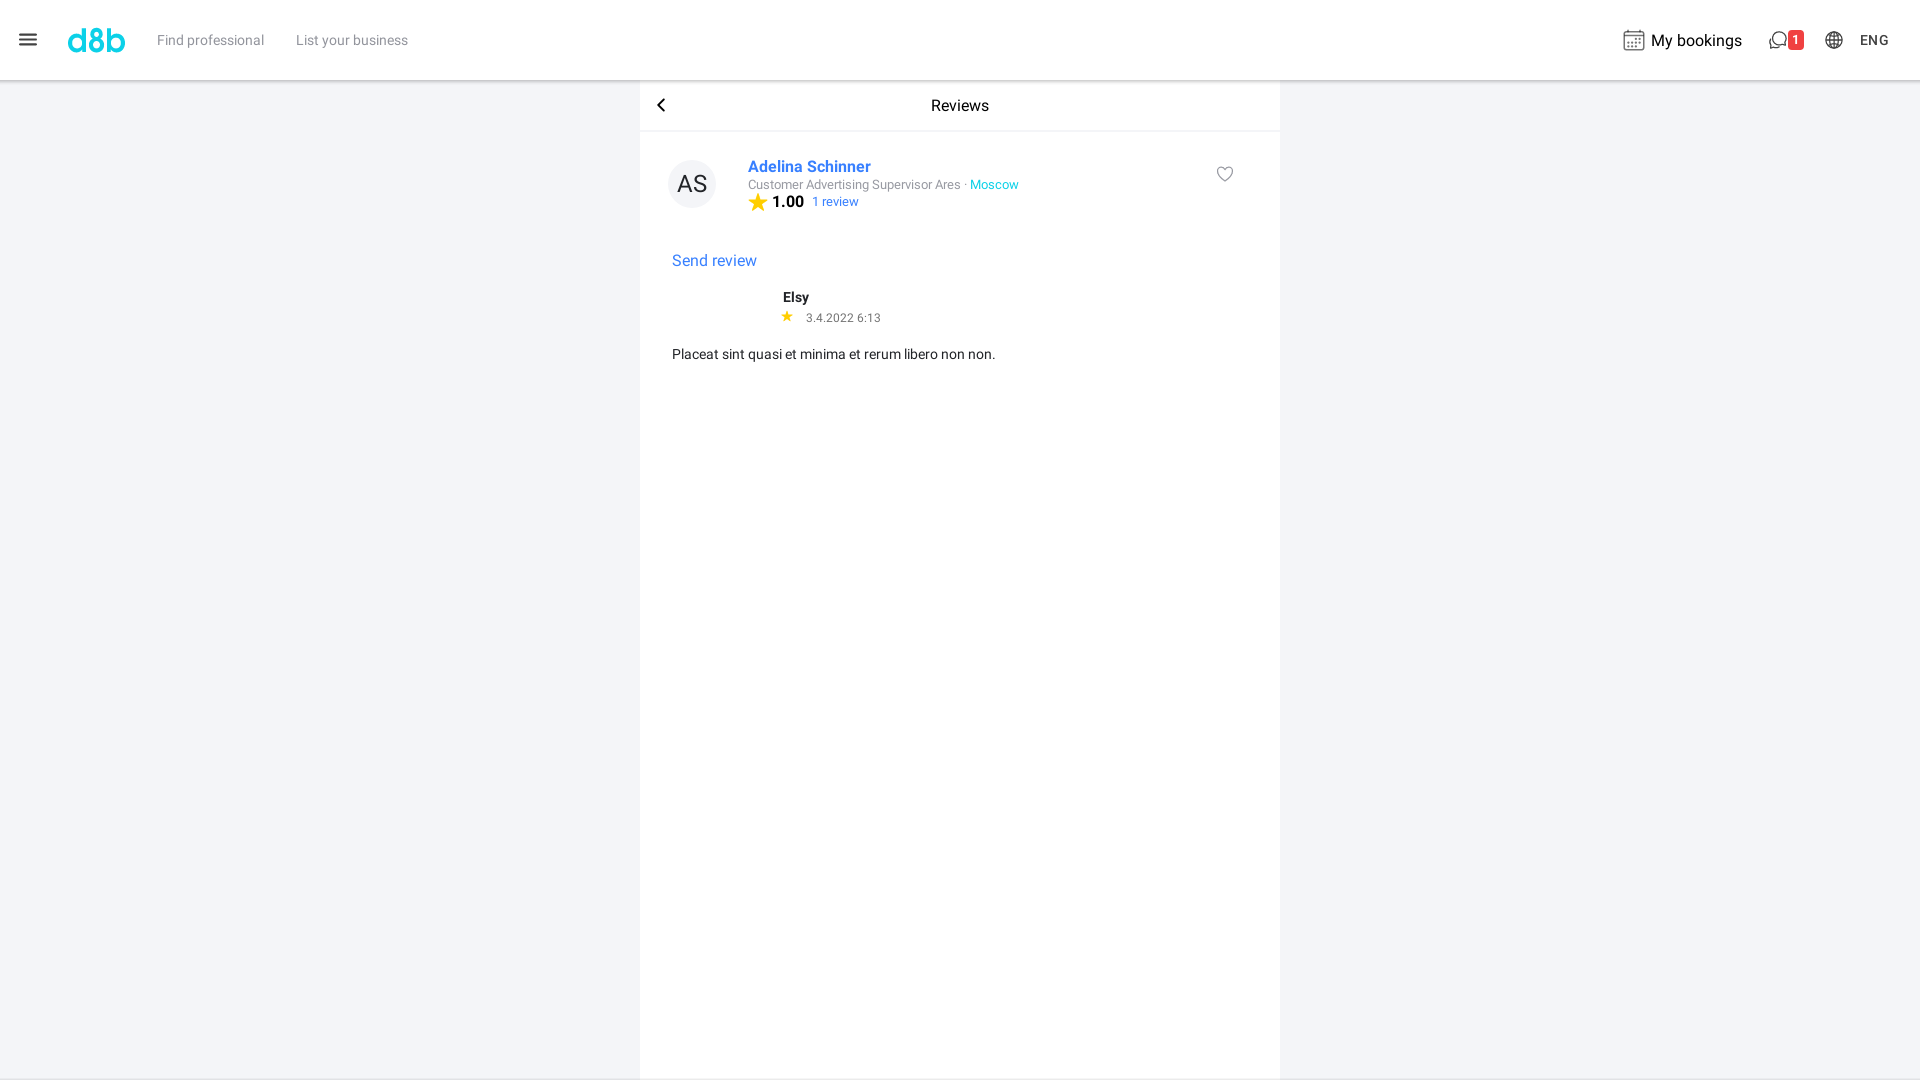 d8b
Find professional
List your business
My bookings
1
ENG
Reviews
AS
Adelina Schinner
Customer Advertising Supervisor Ares · Moscow
1.00 1 review
Send review
Elsy
3.4.2022 6:13
Placeat sint quasi et minima et rerum libero non non.